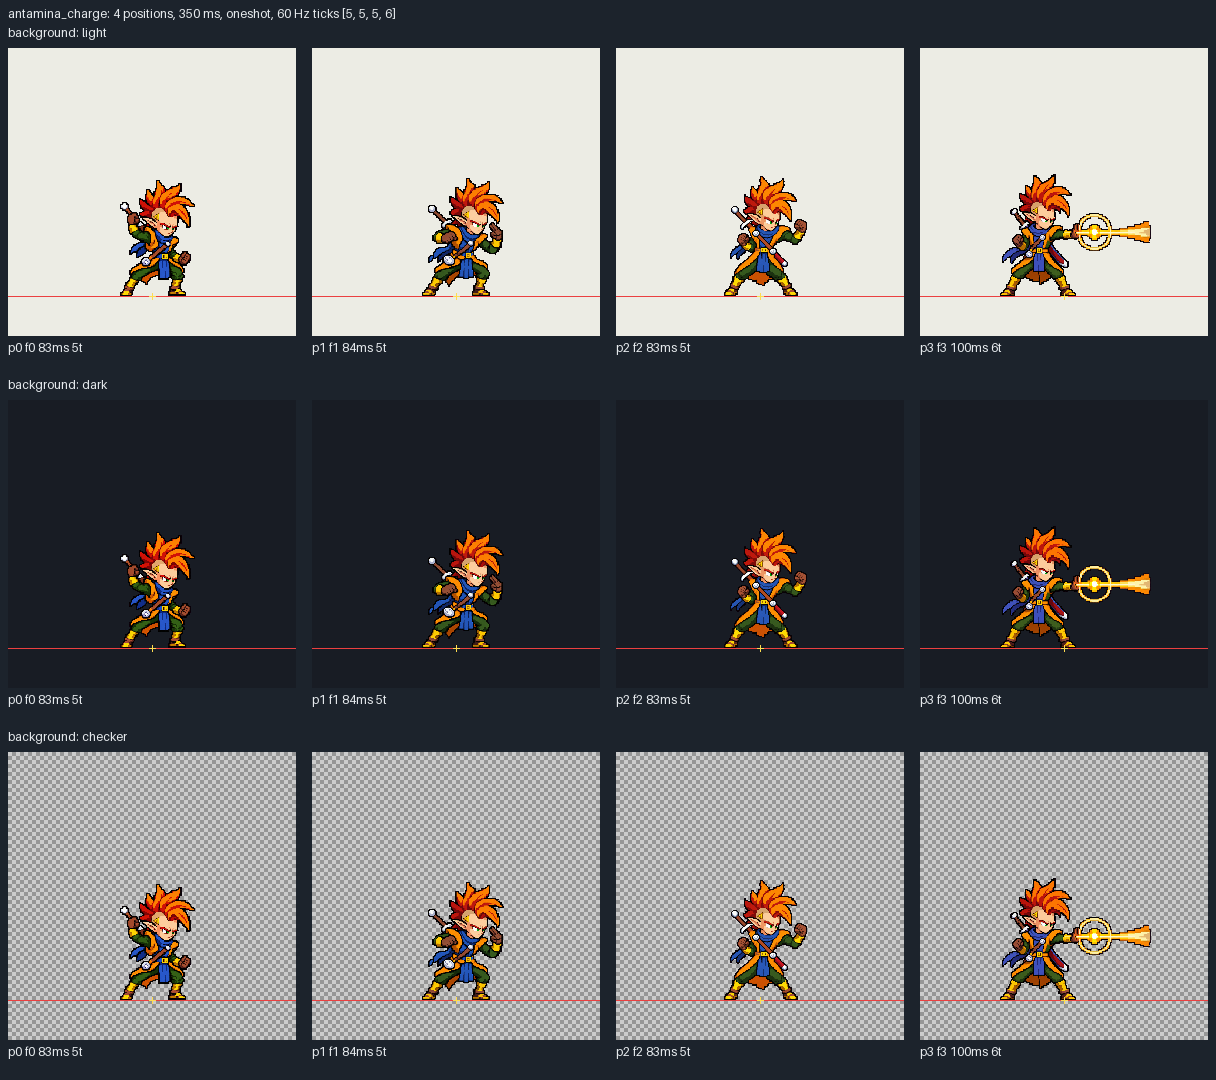 antamina_charge: 4 positions, 350 ms, oneshot, 60 Hz ticks [5, 5, 5, 6]
background: light
p0 f0 83ms 5t
p1 f1 84ms 5t
p2 f2 83ms 5t
p3 f3 100ms 6t
background: dark
p0 f0 83ms 5t
p1 f1 84ms 5t
p2 f2 83ms 5t
p3 f3 100ms 6t
background: checker
p0 f0 83ms 5t
p1 f1 84ms 5t
p2 f2 83ms 5t
p3 f3 100ms 6t